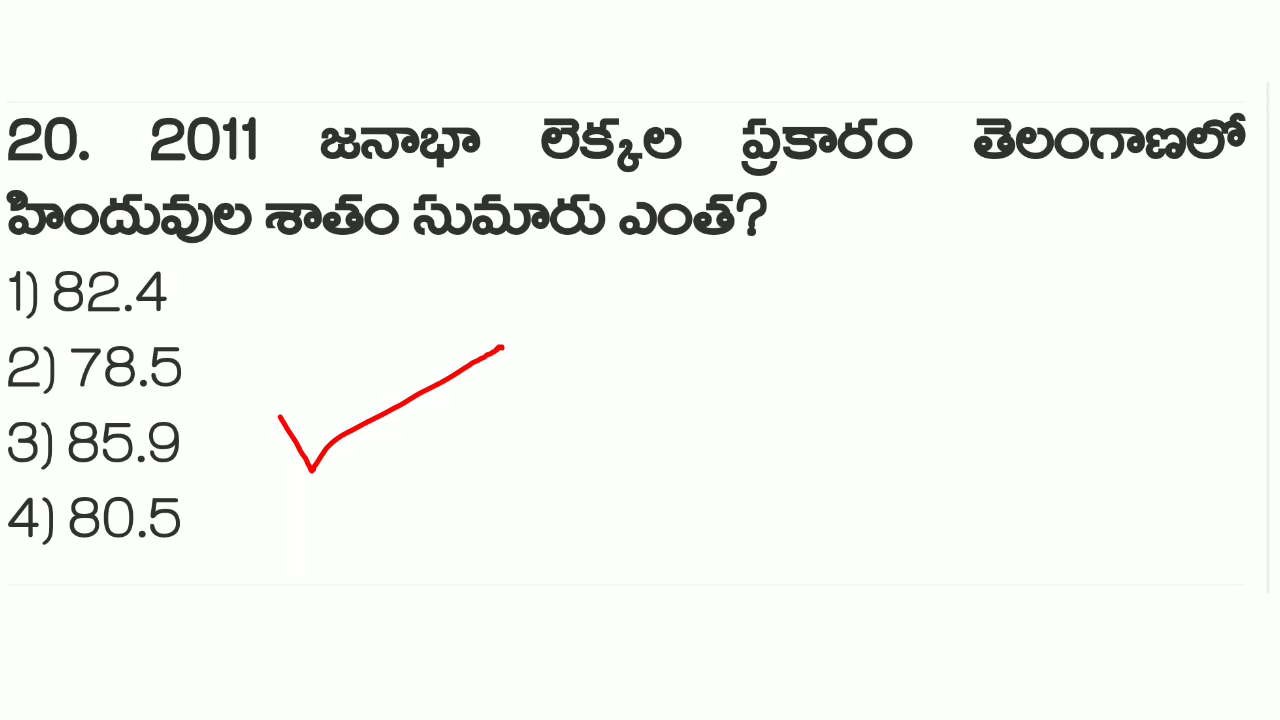 20. 2011 జనాభా లెక్కల ప్రకారం తెలంగాణలో
హిందువుల శాతం సుమారు ఎంత?
1) 82.4
2) 78.5
3) 85.9
4) 80.5